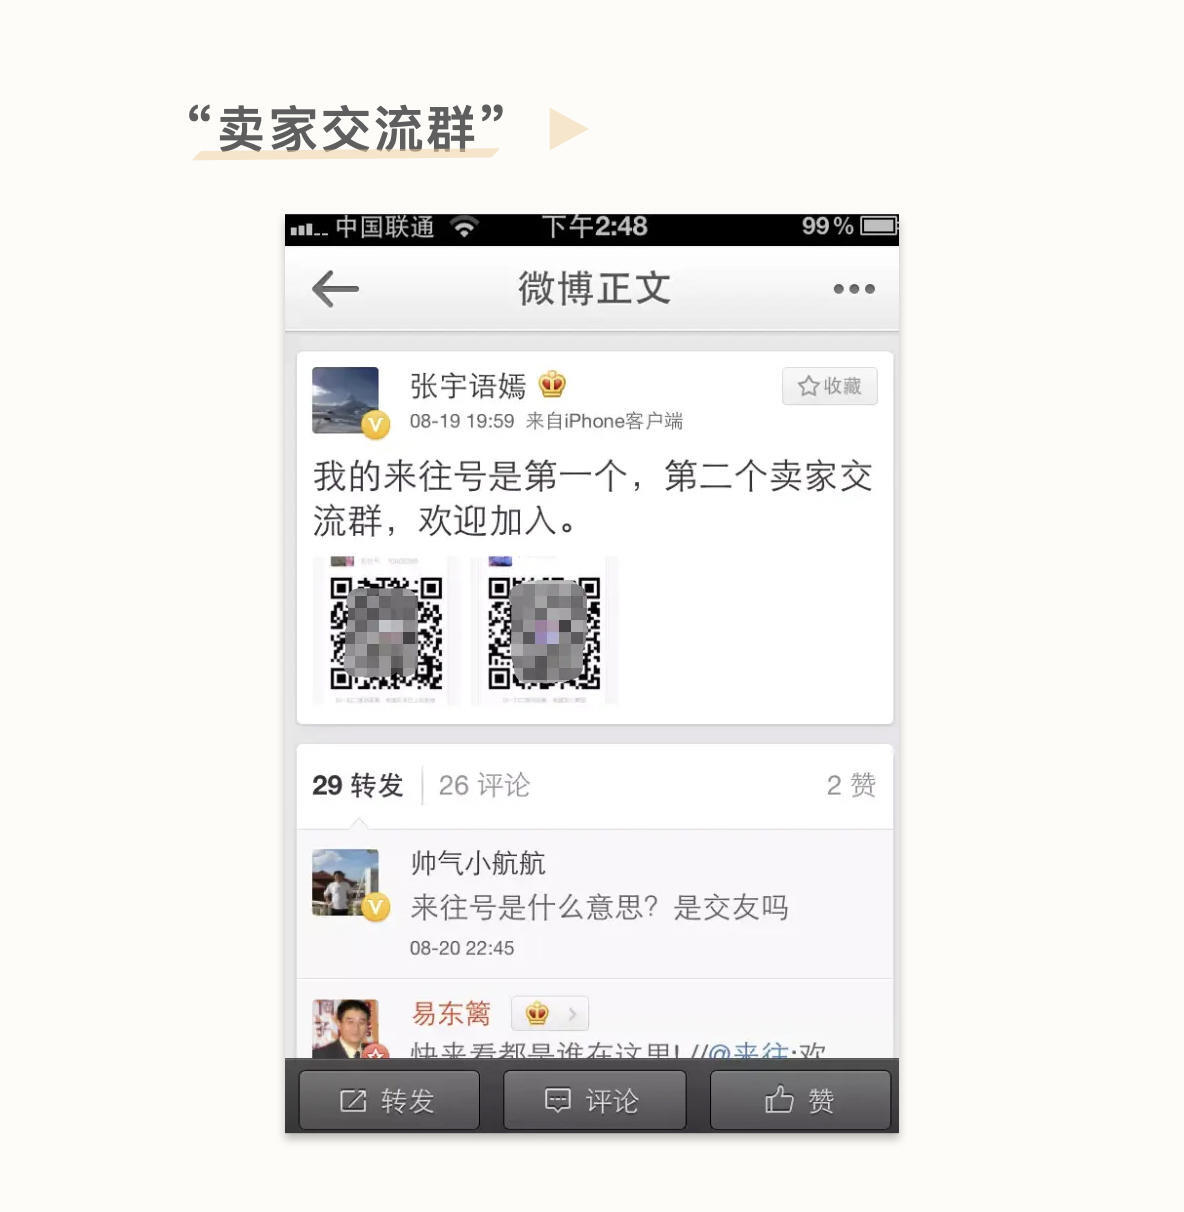 “卖家交流群”
中国联通 下午2:48 99%
微博正文
张宇语嫣
收藏
08-19 19:59 来自iPhone客户端
我的来往号是第一个，第二个卖家交
流群，欢迎加入。
29 转发 26 评论 2 赞
帅气小航航
来往号是什么意思？是交友吗
08-20 22:45
易东篱
快来看都是谁在这里! //@来往:欢
转发 评论 赞